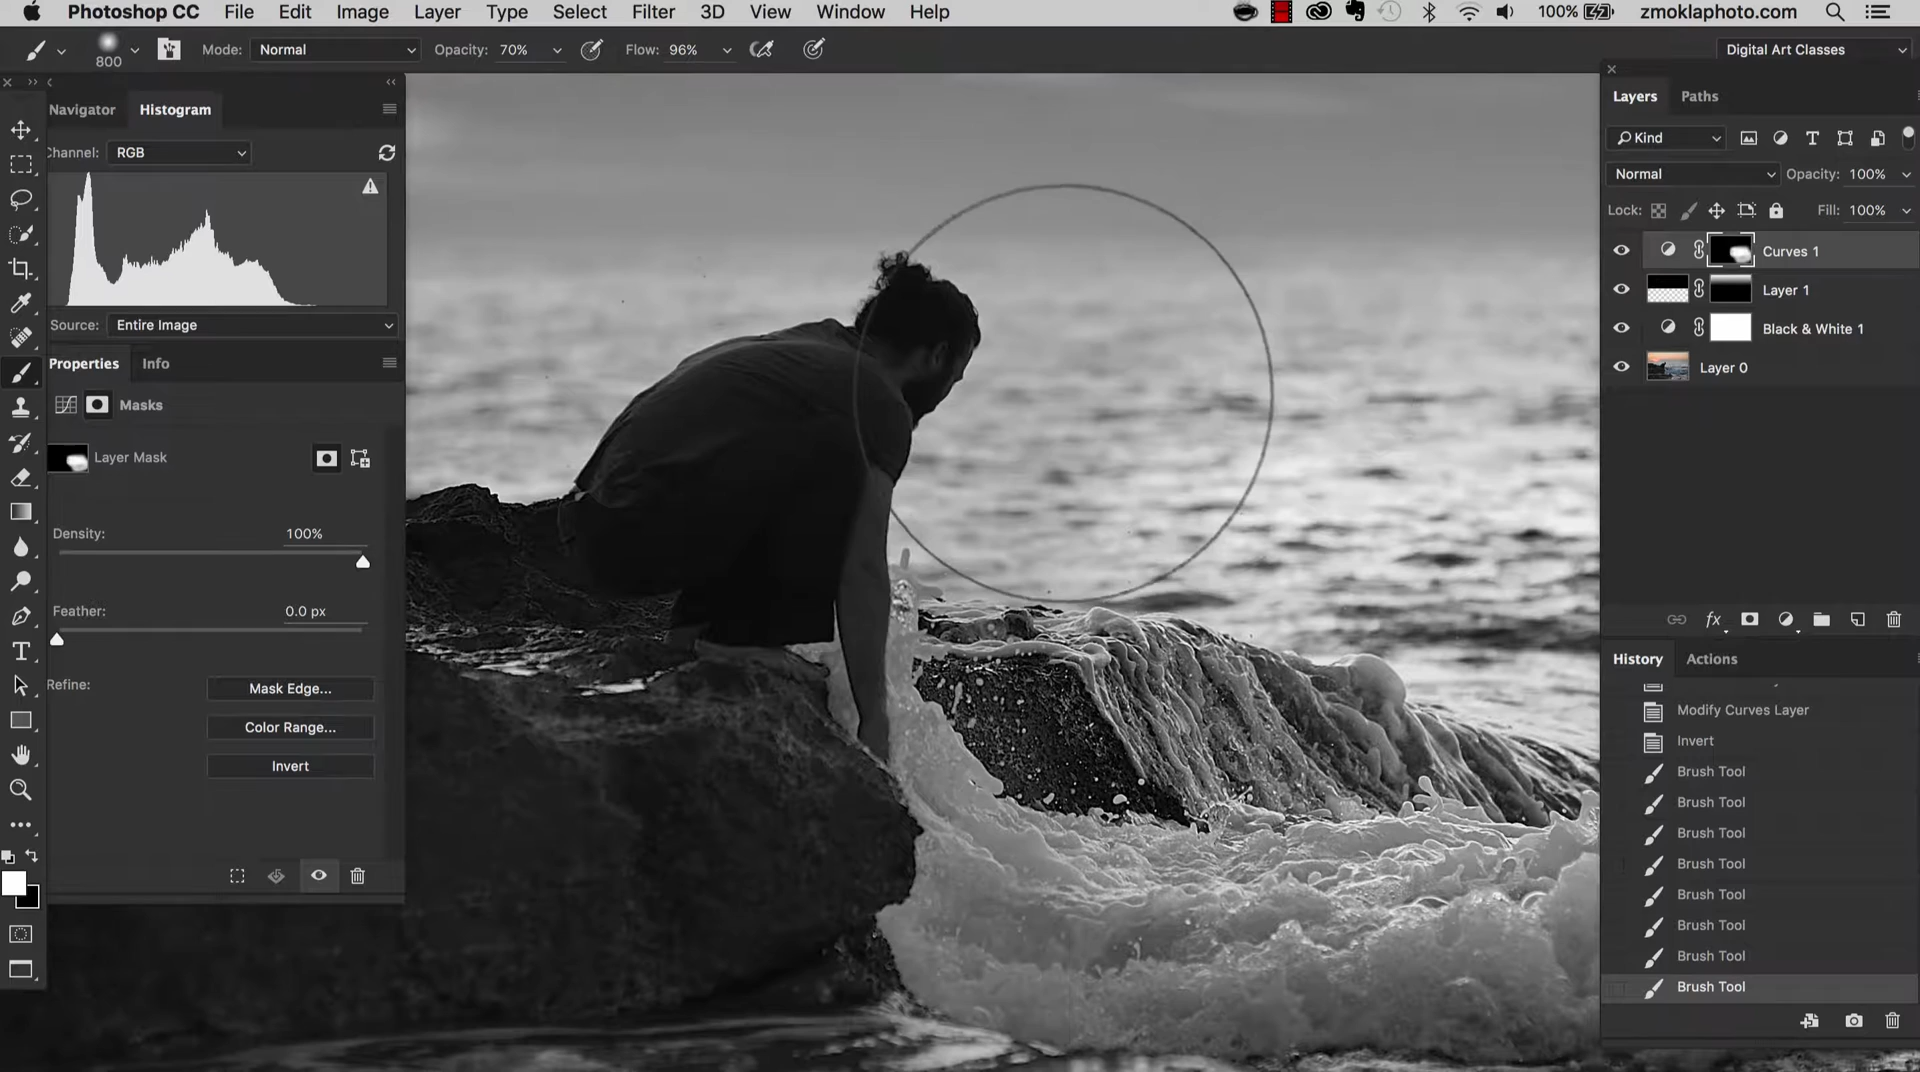 Photoshop CC File Edit Image Layer Type Select Filter 3D View Window Help 100% zmoklaphoto.com
800 Mode: Normal Opacity: 70% Flow: 96% Digital Art Classes
Navigator Histogram
Channel: RGB
Source: Entire Image
Properties Info
Masks
Layer Mask
Density: 100%
Feather: 0.0 px
Refine: Mask Edge...
Color Range...
Invert
Layers Paths
Kind
Normal Opacity: 100%
Lock: Fill: 100%
Curves 1
Layer 1
Black & White 1
Layer 0
fx
History Actions
Modify Curves Layer
Invert
Brush Tool
Brush Tool
Brush Tool
Brush Tool
Brush Tool
Brush Tool
Brush Tool
Brush Tool